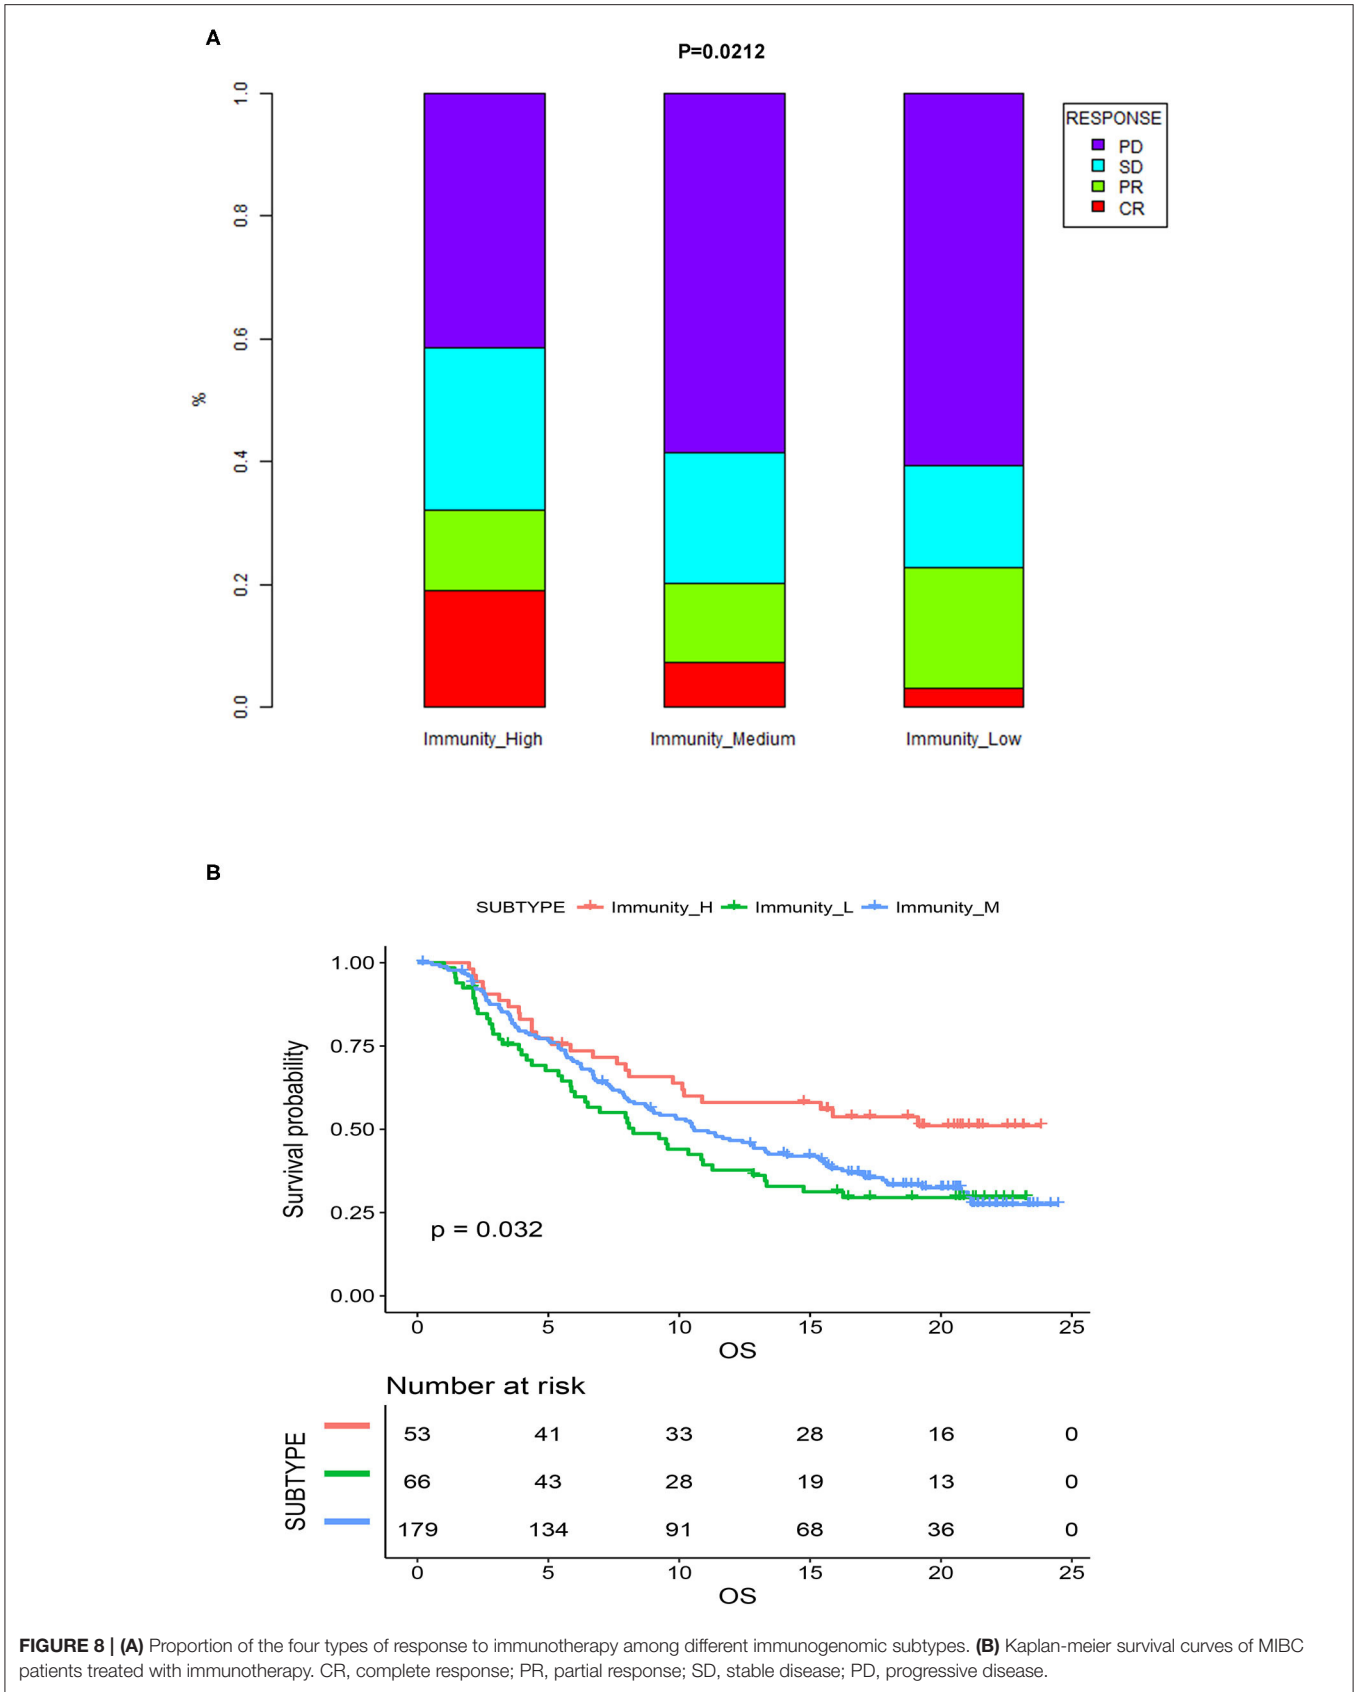 A
P=0.0212
1.0
0.8
0.6
0.4
0.2
0.0
%
RESPONSE
PD
SD
PR
CR
Immunity_High Immunity_Medium Immunity_Low
B
SUBTYPE Immunity_H Immunity_L Immunity_M
1.00
0.75
0.50
0.25
0.00
Survival probability
p = 0.032
0 5 10 15 20 25
OS
Number at risk
SUBTYPE
53 41 33 28 16 0
66 43 28 19 13 0
179 134 91 68 36 0
0 5 10 15 20 25
OS
FIGURE 8 | (A) Proportion of the four types of response to immunotherapy among different immunogenomic subtypes. (B) Kaplan-meier survival curves of MIBC
patients treated with immunotherapy. CR, complete response; PR, partial response; SD, stable disease; PD, progressive disease.